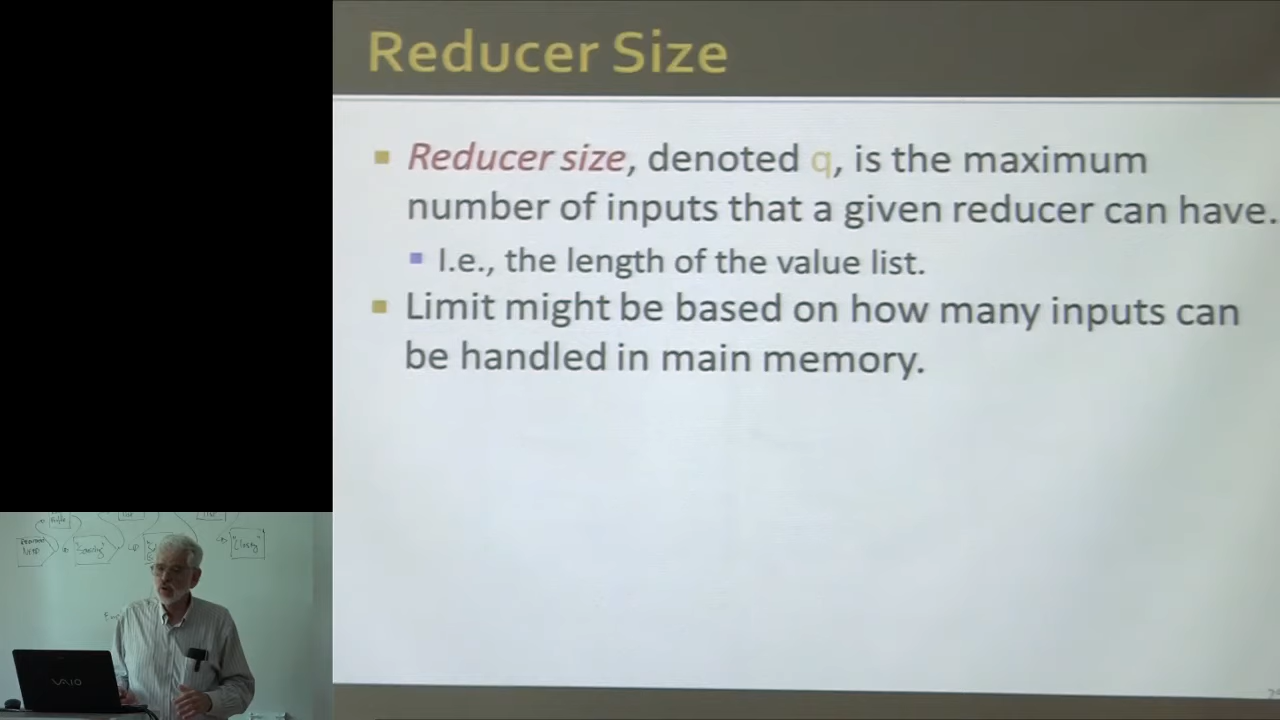 Reducer Size
Reducer size, denoted q, is the maximum
number of inputs that a given reducer can have.
I.e., the length of the value list.
Limit might be based on how many inputs can
be handled in main memory.
"Closing"
VAIO